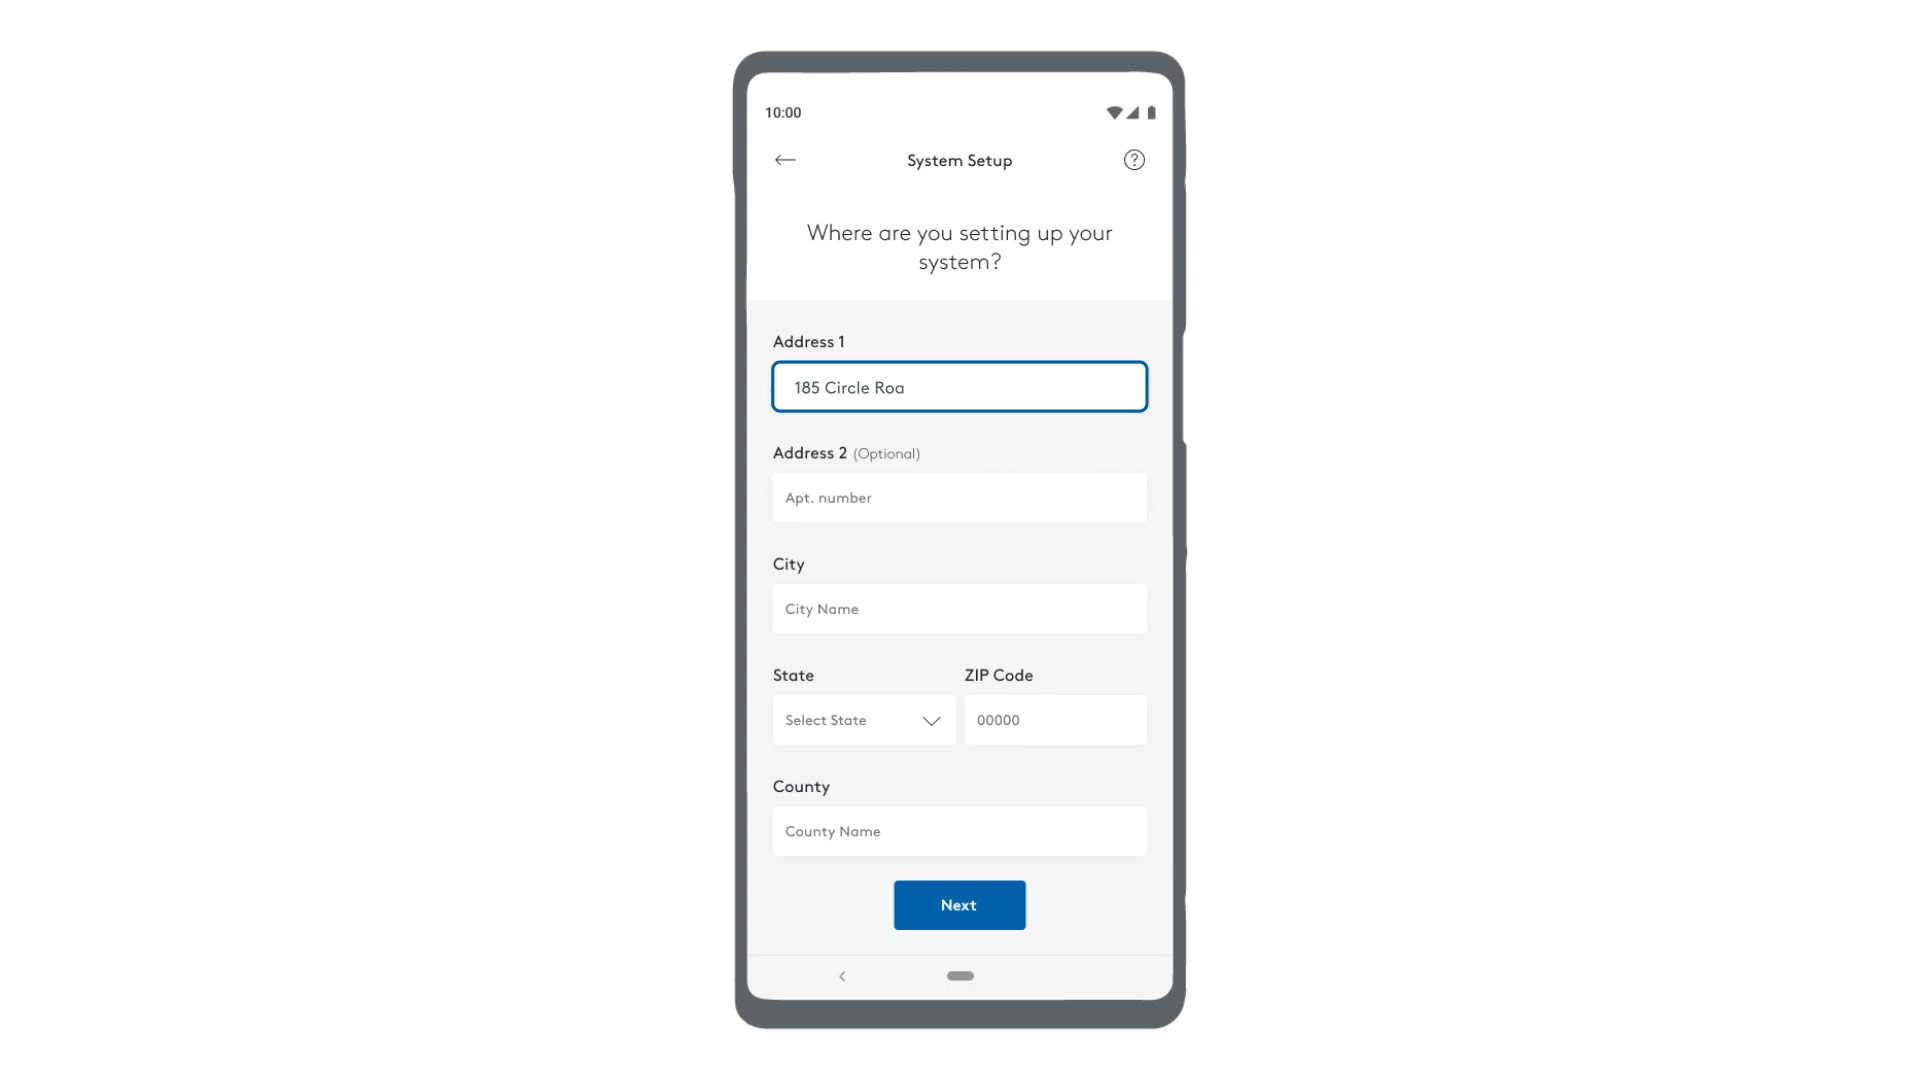 10:00
System Setup
Where are you setting up your
system?
Address 1
185 Circle Roa
Address 2 (Optional)
Apt. number
City
City Name
State ZIP Code
Select State 00000
County
County Name
Next